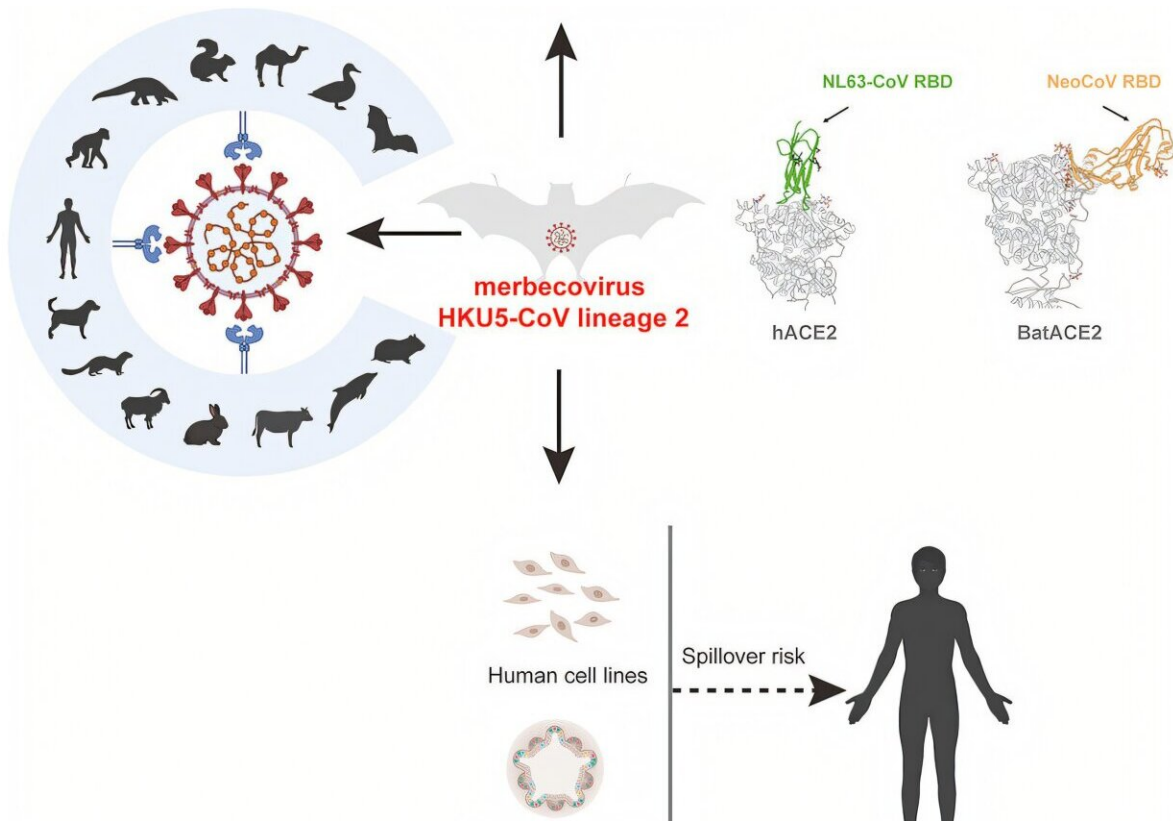 NL63-CoV RBD
NeoCoV RBD
merbecovirus
HKU5-CoV lineage 2
hACE2
BatACE2
Human cell lines
Spillover risk